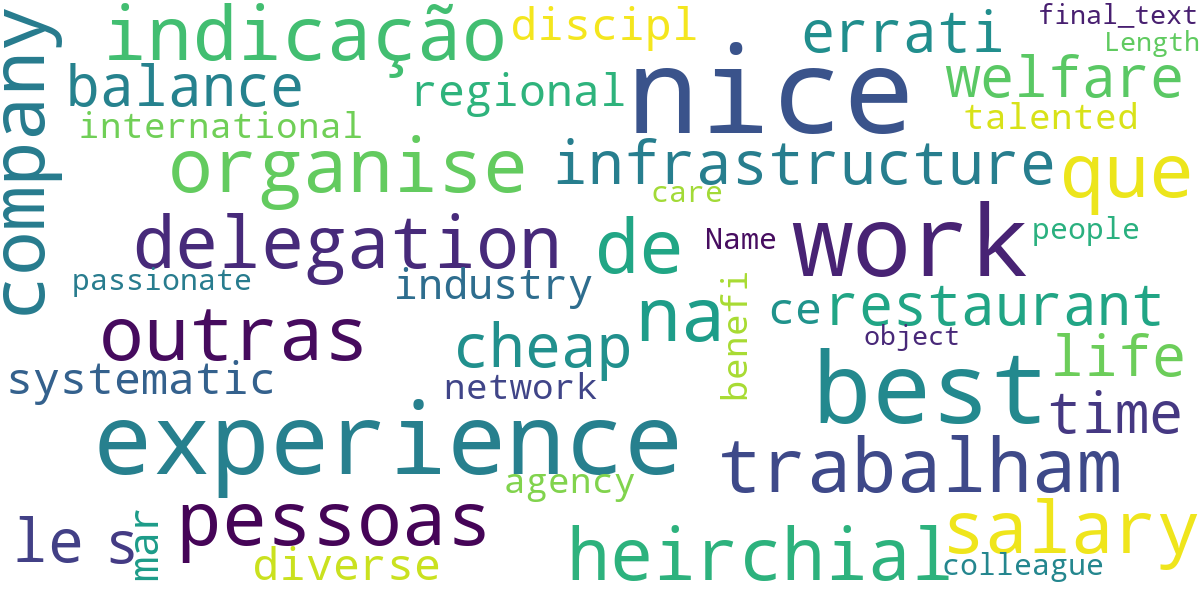 company
indicação
discipl
errati
final_text
Length
balance
regional
nice
welfare
international
talented
organise
infrastructure
que
care
delegation
de
Name
work
people
passionate
industry
na
benefi
ce
restaurant
outras
cheap
object
life
systematic
network
best
time
experience
agency
trabalham
le
s
mar
pessoas
diverse
heirchial
salary
colleague